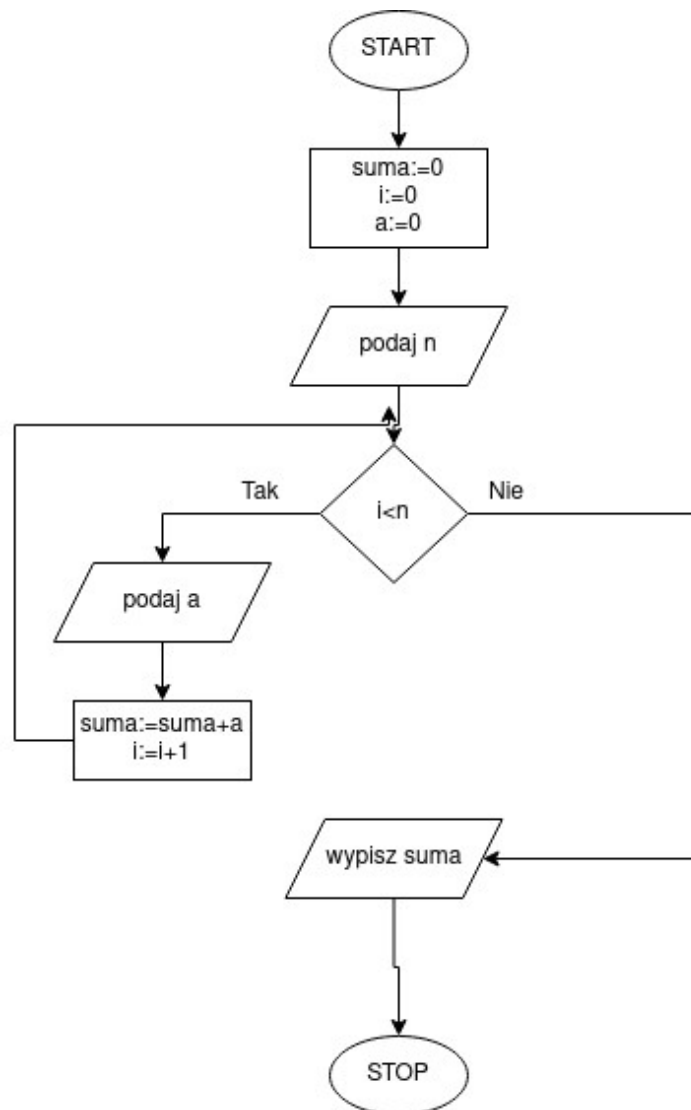 START
suma:=0
i:=0
a:=0
podaj n
Tak
Nie
i<n
podaj a
suma:=suma+a
i:=i+1
wypisz suma
STOP